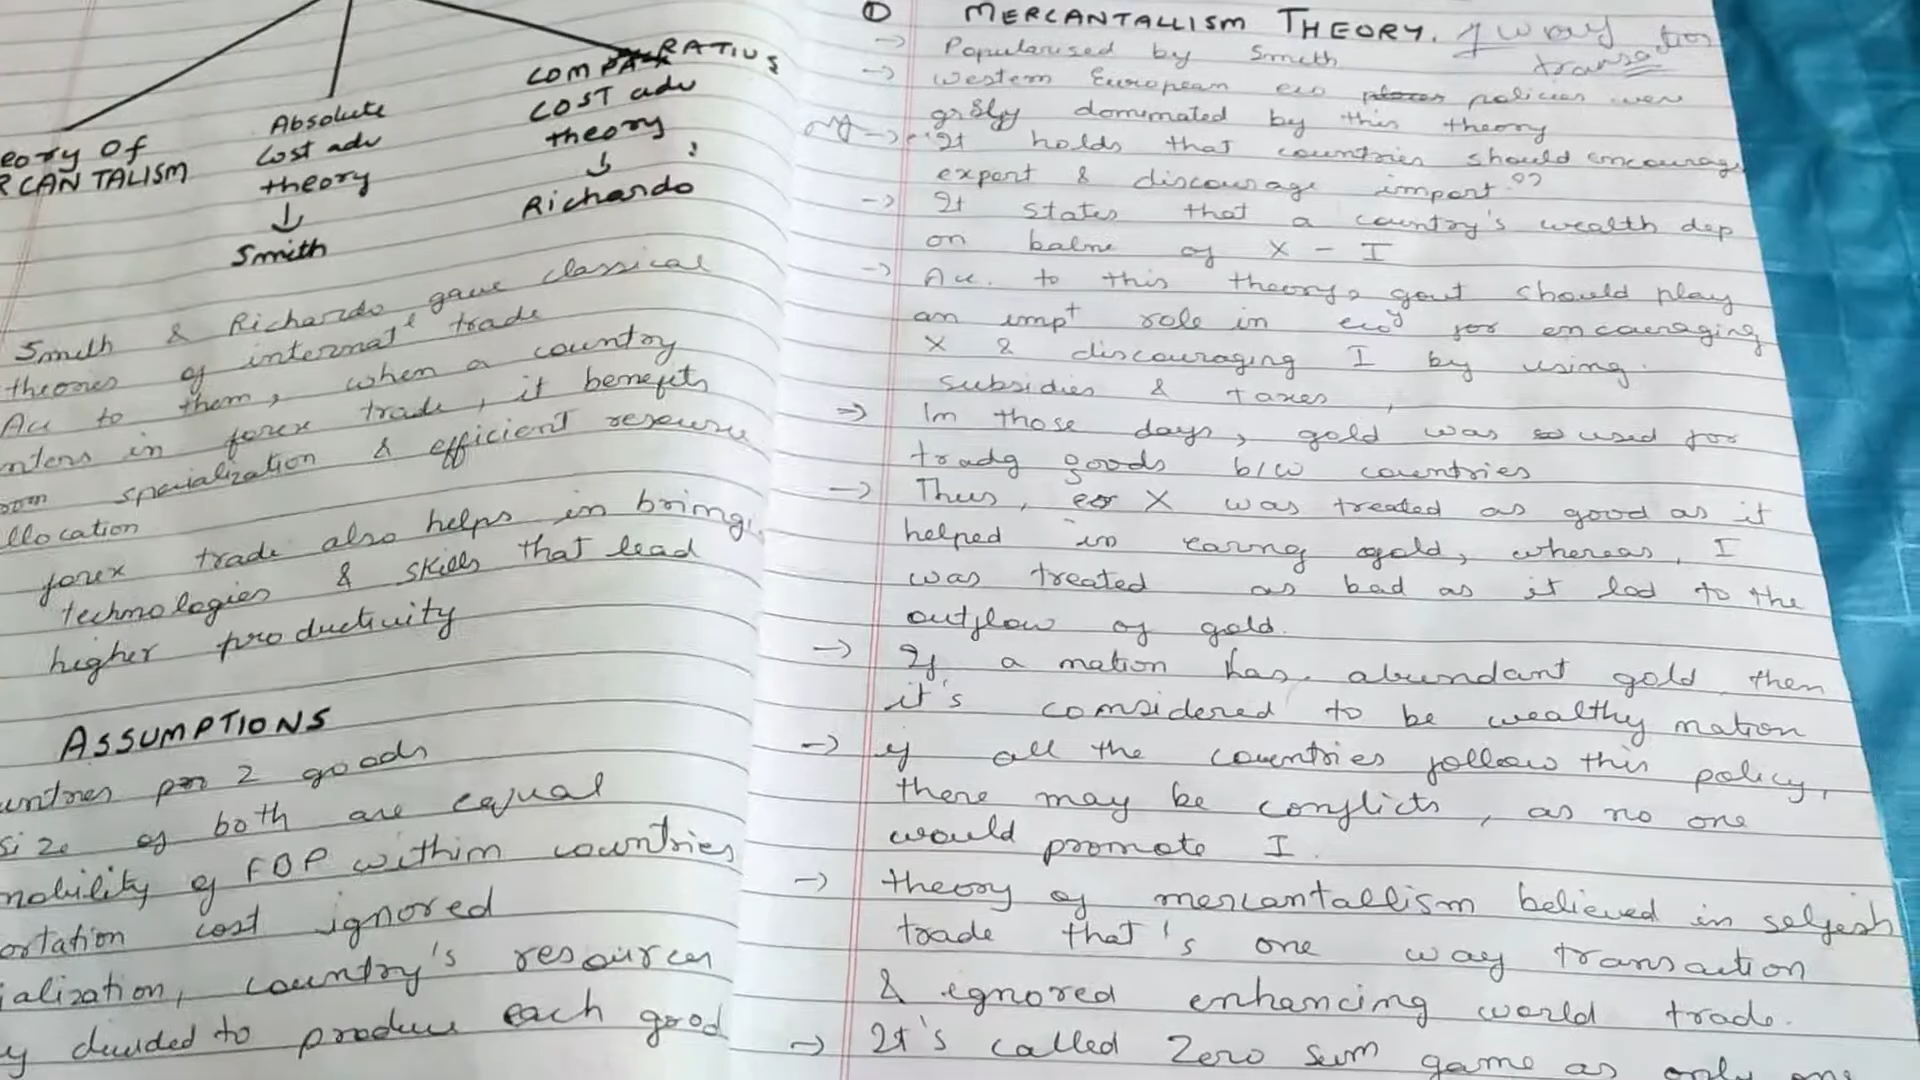 eory of
RCANTALISM
Absolute
Cost adv
theory
↓
Smith
COMPARATIVE
COST adv
theory
↓
Richardo
Smith & Richardo gave classical
theories of internat trade
Acc to them, when a country
nters in forex trade, it benefits
rom specialization & efficient resource
llocation
forex trade also helps in bring
technologies & skills that lead
higher productivity
ASSUMPTIONS
untries 2 goods
size of both are equal
mobility of FOP within countries
ortation cost ignored
ialization, country's resources
y divided to produce each good
① MERCANTALLISM THEORY. 1 way transaction
→ Popularised by Smith
→ Western European eco policies were
grSly dominated by this theory
→ "It holds that countries should encourage
export & discourage import"
→ It states that a country's wealth dep
on balne of X - I
→ Acc. to this theory, govt should play
an impt role in ecoy for encouraging
X & discouraging I by using
subsidies & taxes,
→ In those days, gold was used for
tradg goods b/w countries
→ Thus, X was treated as good as it
helped in earng gold, whereas, I
was treated as bad as it led to the
outflow of gold.
→ If a nation has abundant gold then
it's considered to be wealthy nation
→ if all the countries follow this policy,
there may be conflicts, as no one
would promote I.
→ theory of mercantallism believed in selfish
trade that's one way transaction
& ignored enhancing world trade.
→ It's called Zero sum game as only one